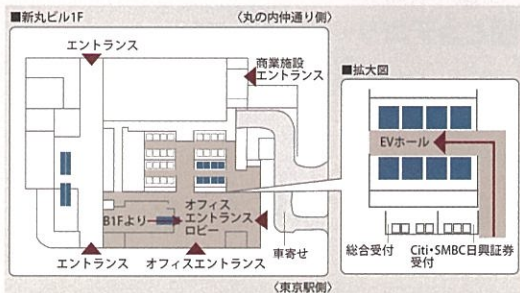 ■新丸ビル1F
〈丸の内仲通り側〉
エントランス
商業施設
エントランス
オフィス
エントランス
ロビー
B1Fより
車寄せ
エントランス
オフィスエントランス
〈東京駅側〉
■拡大図
EVホール
総合受付
Citi・SMBC日興証券
受付